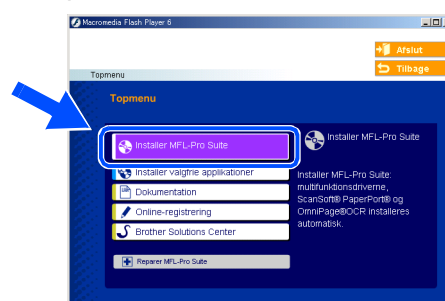 Macromedia Flash Player 6
Afslut
Tilbage
Topmenu
Topmenu
Installer MFL-Pro Suite
Installer valgfrie applikationer
Dokumentation
Online-registrering
Brother Solutions Center
Reparer MFL-Pro Suite
Installer MFL-Pro Suite
Installer MFL-Pro Suite:
multifunktionsdriverne,
ScanSoft® PaperPort® og
OmniPage®OCR installeres
automatisk.